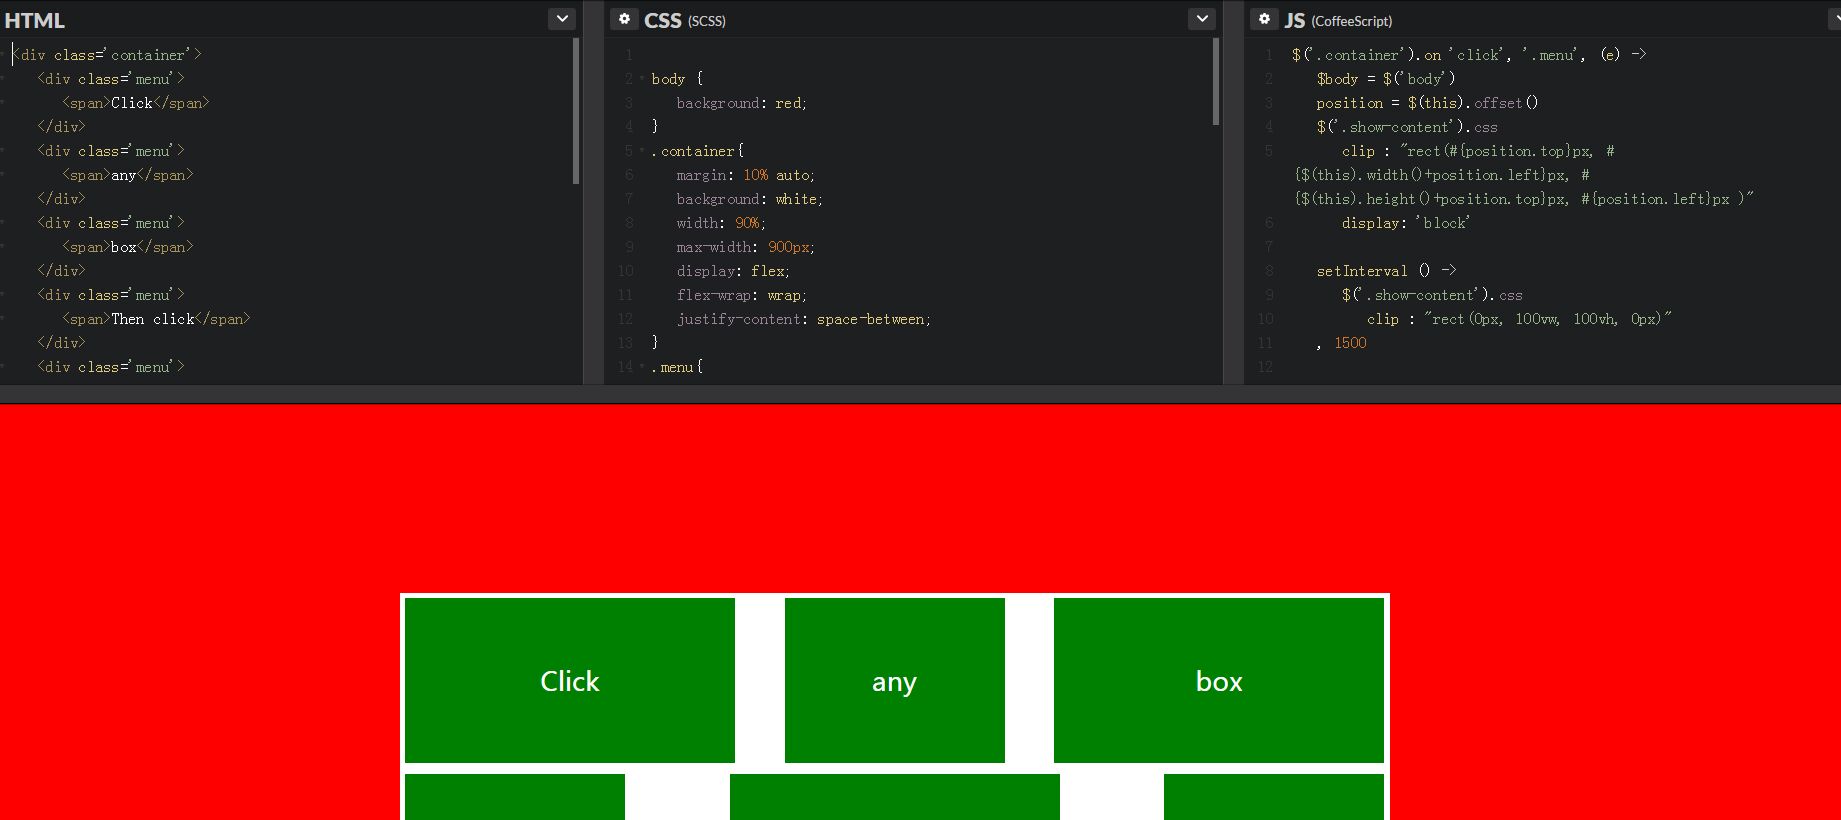 HTML
<div class='container'>
<div class='menu'>
<span>Click</span>
</div>
<div class='menu'>
<span>any</span>
</div>
<div class='menu'>
<span>box</span>
</div>
<div class='menu'>
<span>Then click</span>
</div>
<div class='menu'>
CSS (SCSS)
1
2 body {
3 background: red;
4 }
5 .container{
6 margin: 10% auto;
7 background: white;
8 width: 90%;
9 max-width: 900px;
10 display: flex;
11 flex-wrap: wrap;
12 justify-content: space-between;
13 }
14 .menu{
JS (CoffeeScript)
1 $('.container').on 'click', '.menu', (e) ->
2 $body = $('body')
3 position = $(this).offset()
4 $('.show-content').css
5 clip : "rect(#{position.top}px, #
{$(this).width()+position.left}px, #
{$(this).height()+position.top}px, #{position.left}px )"
6 display: 'block'
7
8 setInterval () ->
9 $('.show-content').css
10 clip : "rect(0px, 100vw, 100vh, 0px)"
11 , 1500
12
Click
any
box